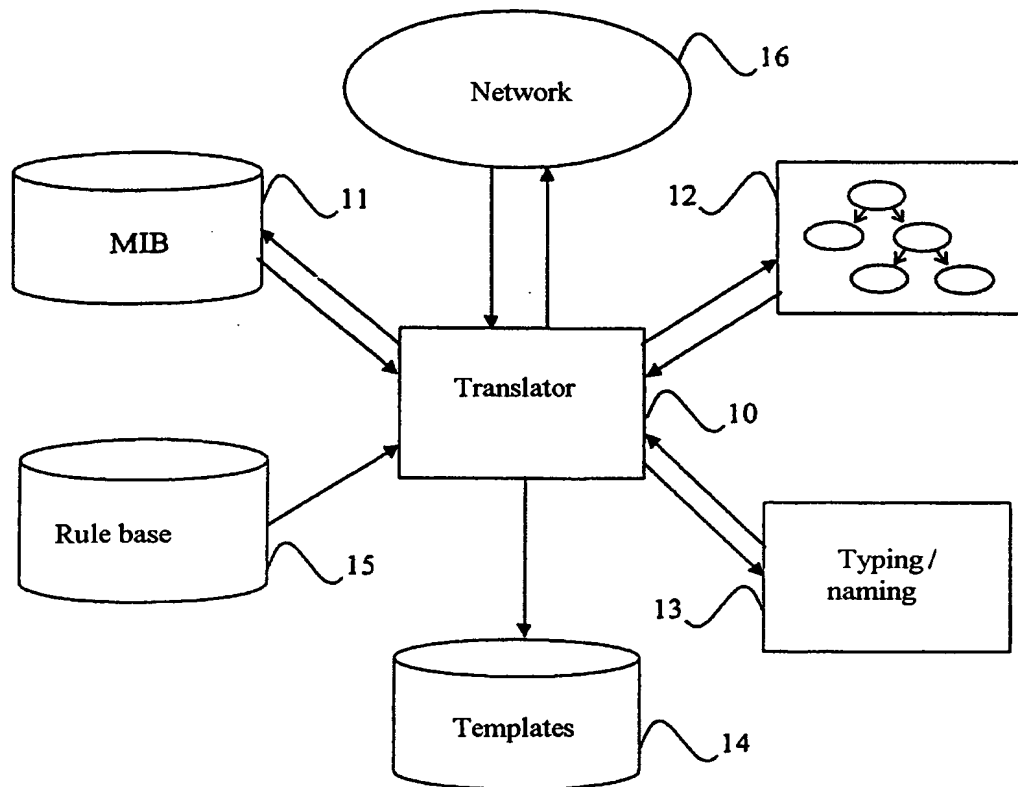 Network
16
11
12
MIB
Translator
10
Rule base
15
Typing /
naming
13
Templates
14